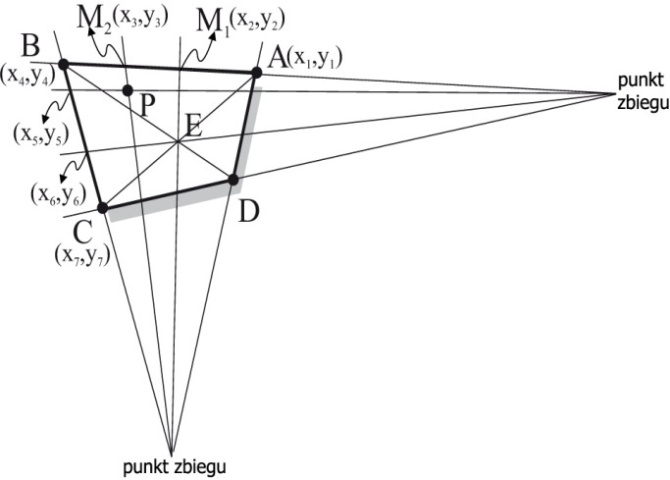 B
M₂(x₃,y₃)
M₁(x₂,y₂)
A(x₁,y₁)
(x₄,y₄)
P
punkt
zbiegu
(x₅,y₅)
E
(x₆,y₆)
D
C
(x₇,y₇)
punkt zbiegu